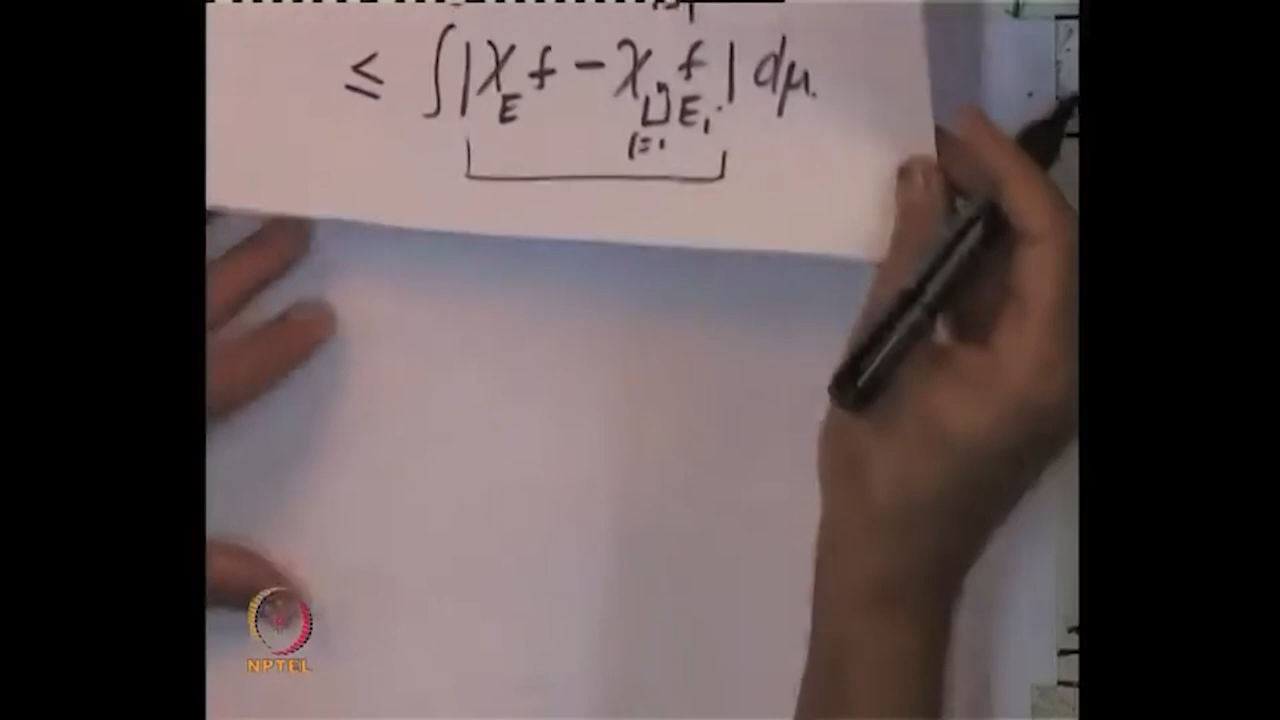 ≤ ∫ | χ_E f − χ_{⊔_{i=1} E_i} f | dμ.
NPTEL